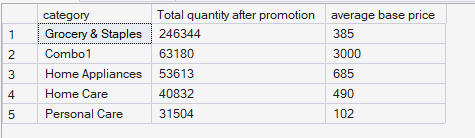 category Total quantity after promotion average base price
1 Grocery & Staples 246344 385
2 Combo1 63180 3000
3 Home Appliances 53613 685
4 Home Care 40832 490
5 Personal Care 31504 102